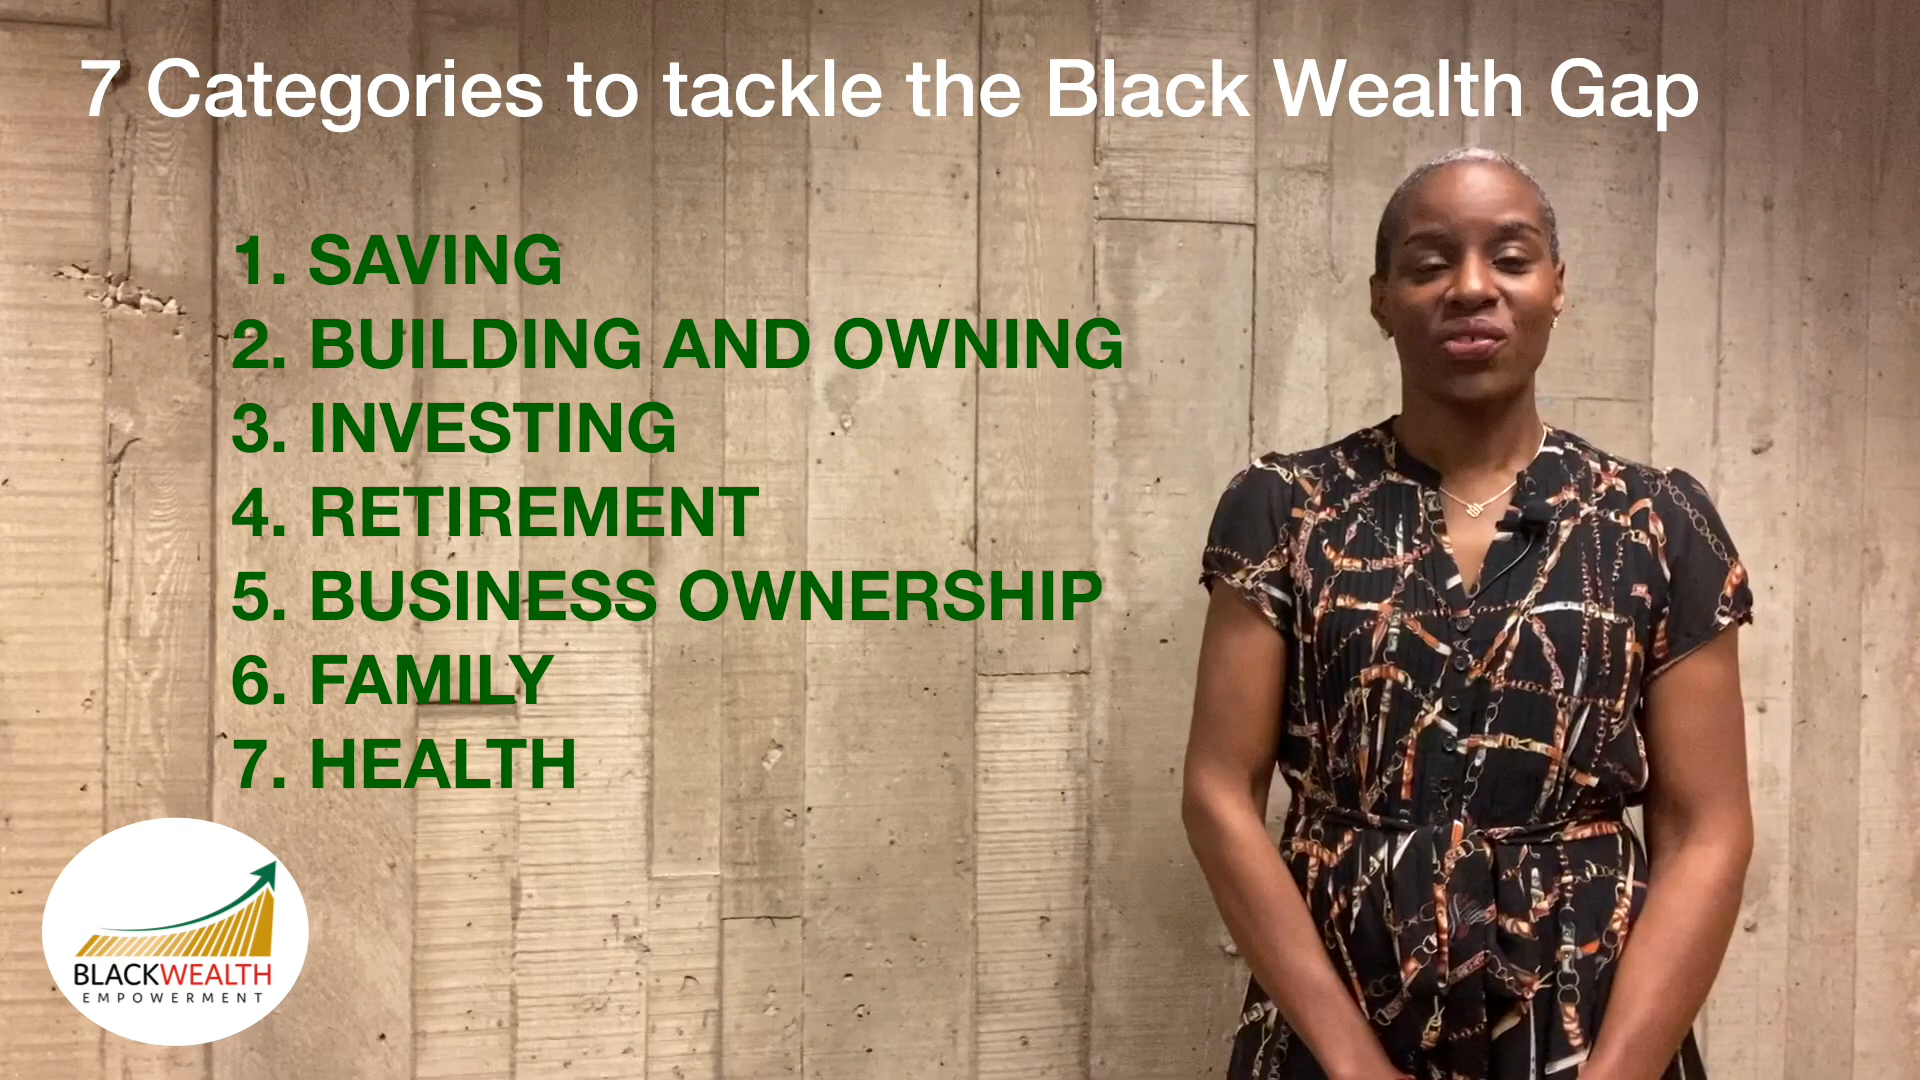 7 Categories to tackle the Black Wealth Gap
1. SAVING
2. BUILDING AND OWNING
3. INVESTING
4. RETIREMENT
5. BUSINESS OWNERSHIP
6. FAMILY
7. HEALTH
BLACKWEALTH
EMPOWERMENT